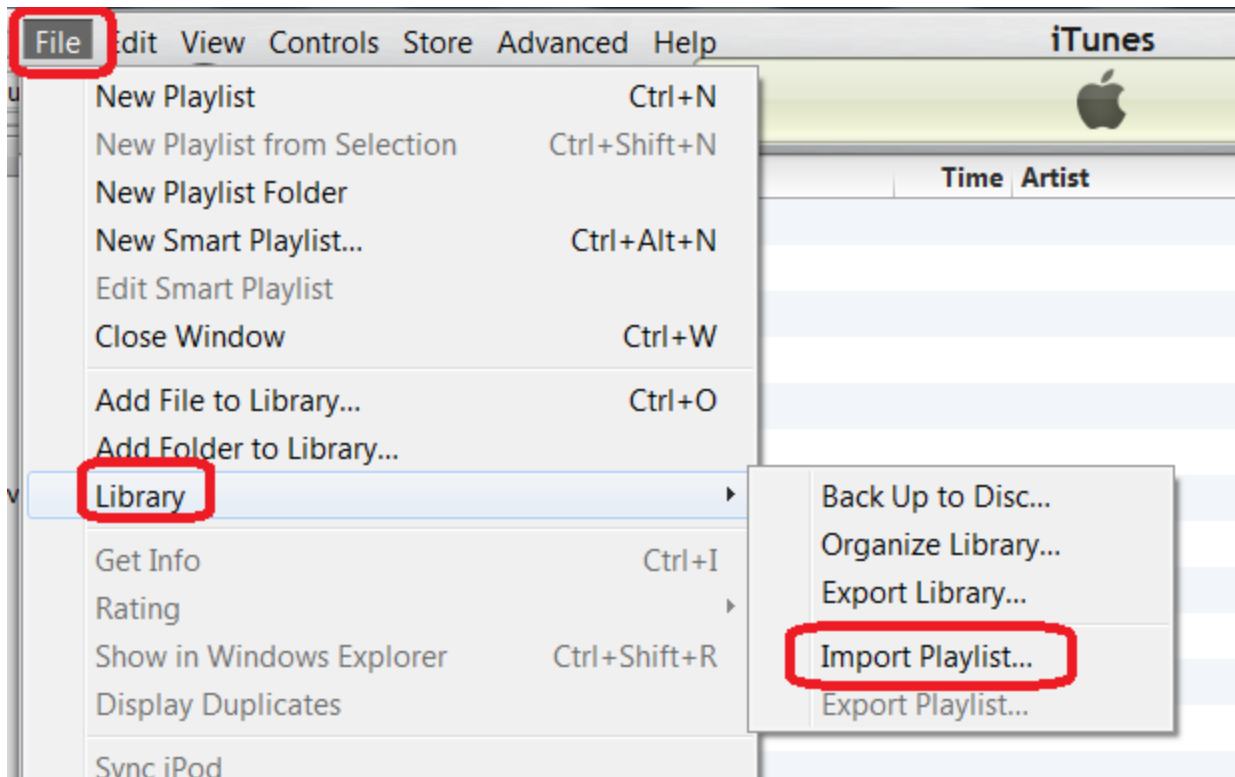 File Edit View Controls Store Advanced Help iTunes
New Playlist Ctrl+N
New Playlist from Selection Ctrl+Shift+N
Time Artist
New Playlist Folder
New Smart Playlist... Ctrl+Alt+N
Edit Smart Playlist
Close Window Ctrl+W
Add File to Library... Ctrl+O
Add Folder to Library...
Library
Back Up to Disc...
Organize Library...
Export Library...
Import Playlist...
Export Playlist...
Get Info Ctrl+I
Rating
Show in Windows Explorer Ctrl+Shift+R
Display Duplicates
Sync iPod